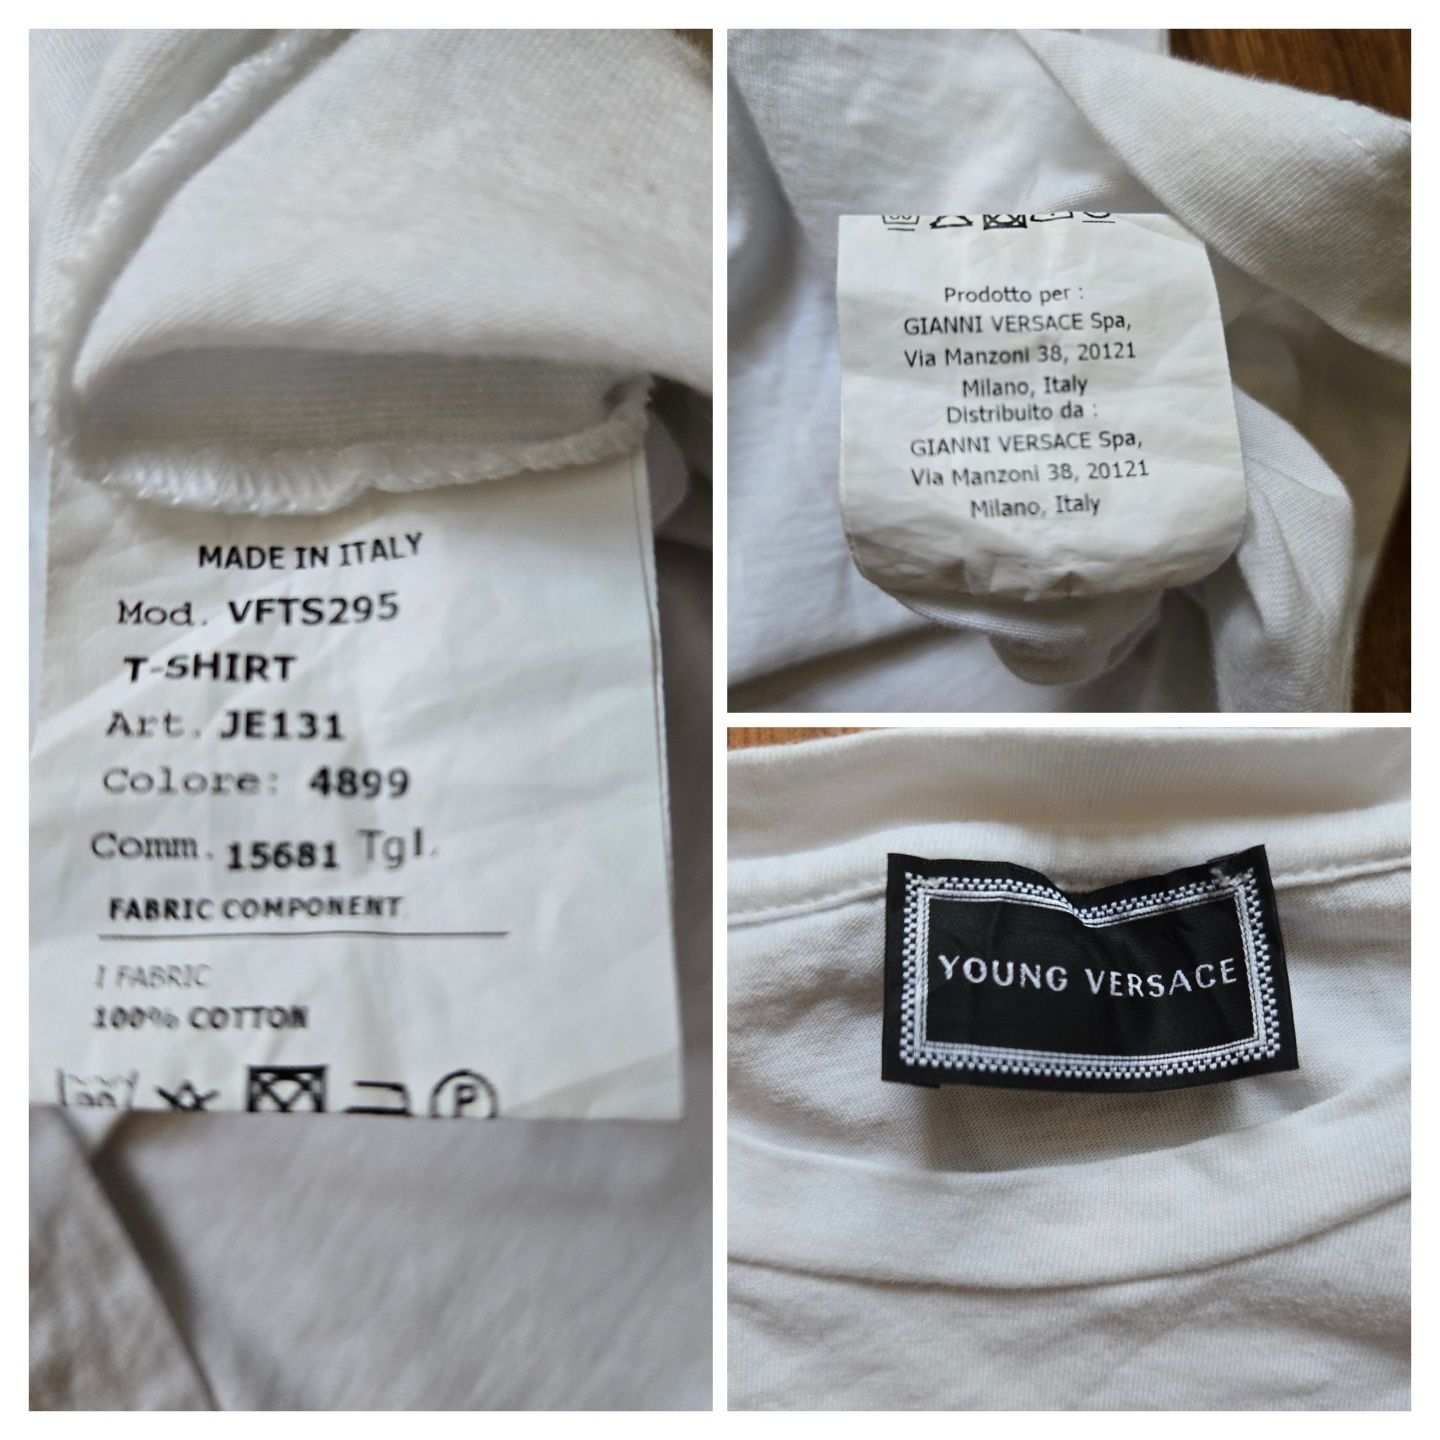 MADE IN ITALY
Mod. VFTS295
T-SHIRT
Art. JE131
Colore: 4899
Comm. 15681 Tgl.
FABRIC COMPONENT
1 FABRIC
100% COTTON
P
Prodotto per :
GIANNI VERSACE Spa,
Via Manzoni 38, 20121
Milano, Italy
Distribuito da :
GIANNI VERSACE Spa,
Via Manzoni 38, 20121
Milano, Italy
YOUNG VERSACE